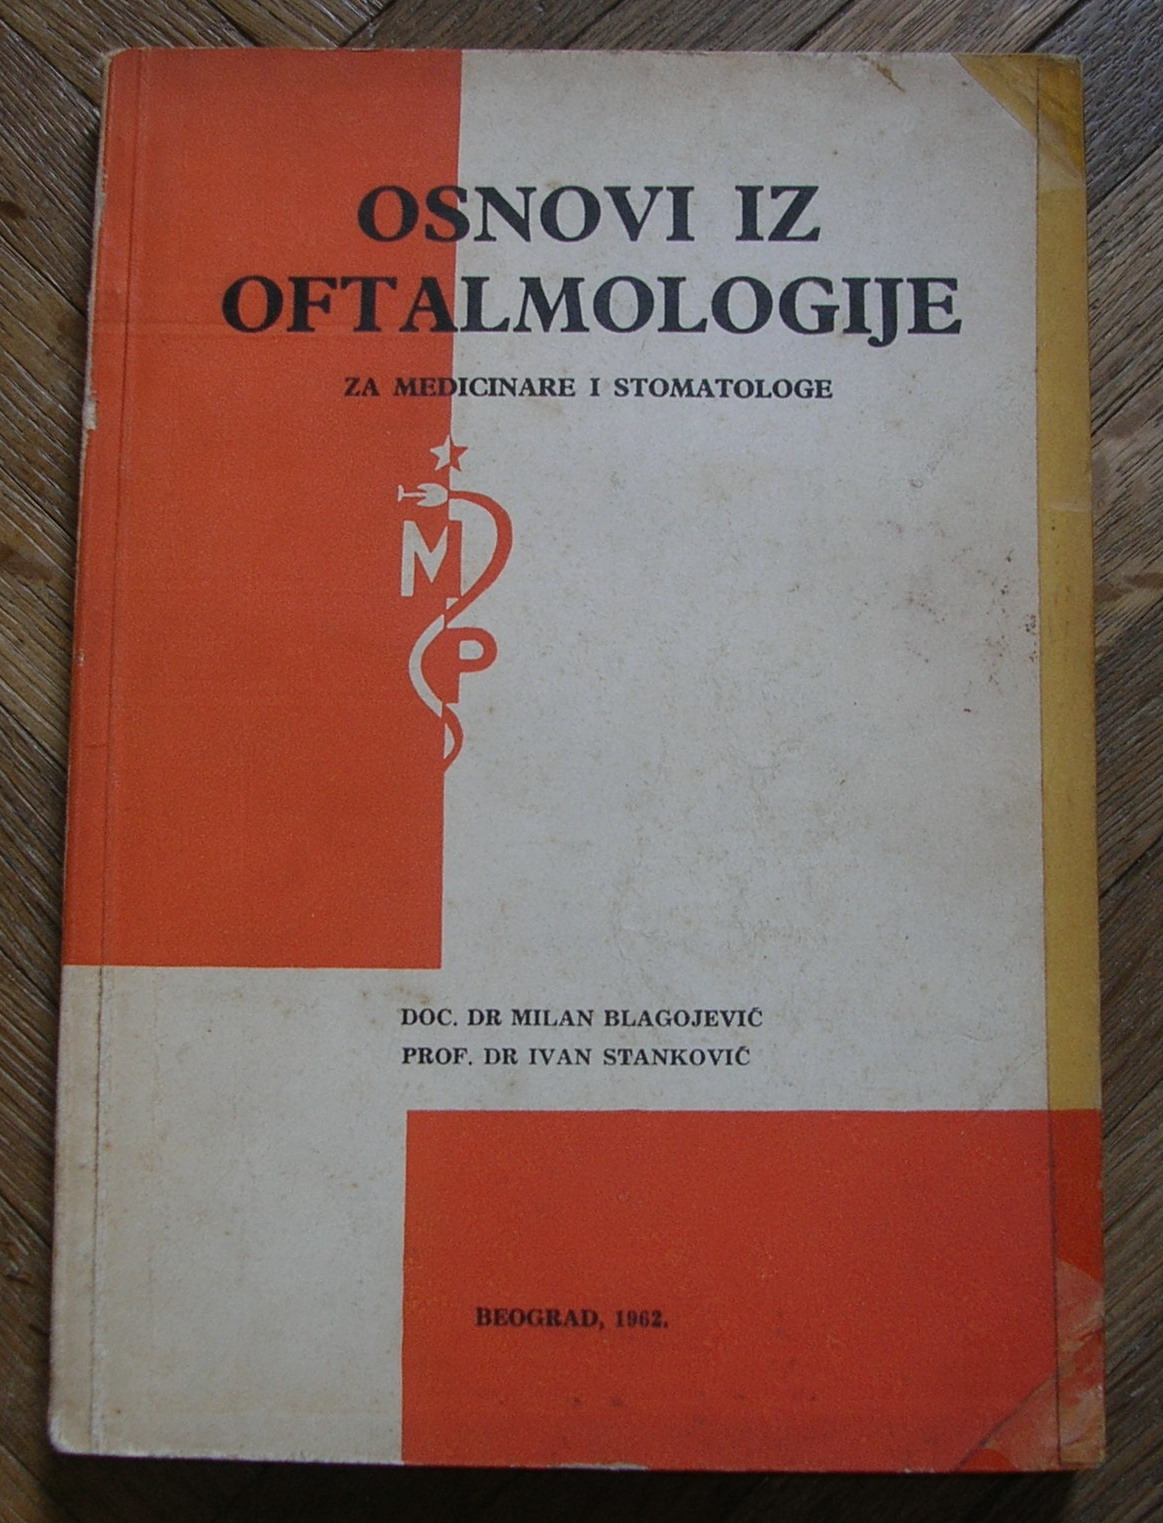 OSNOVI IZ
OFTALMOLOGIJE
ZA MEDICINARE I STOMATOLOGE
M
P
DOC. DR MILAN BLAGOJEVIĆ
PROF. DR IVAN STANKOVIĆ
BEOGRAD, 1962.